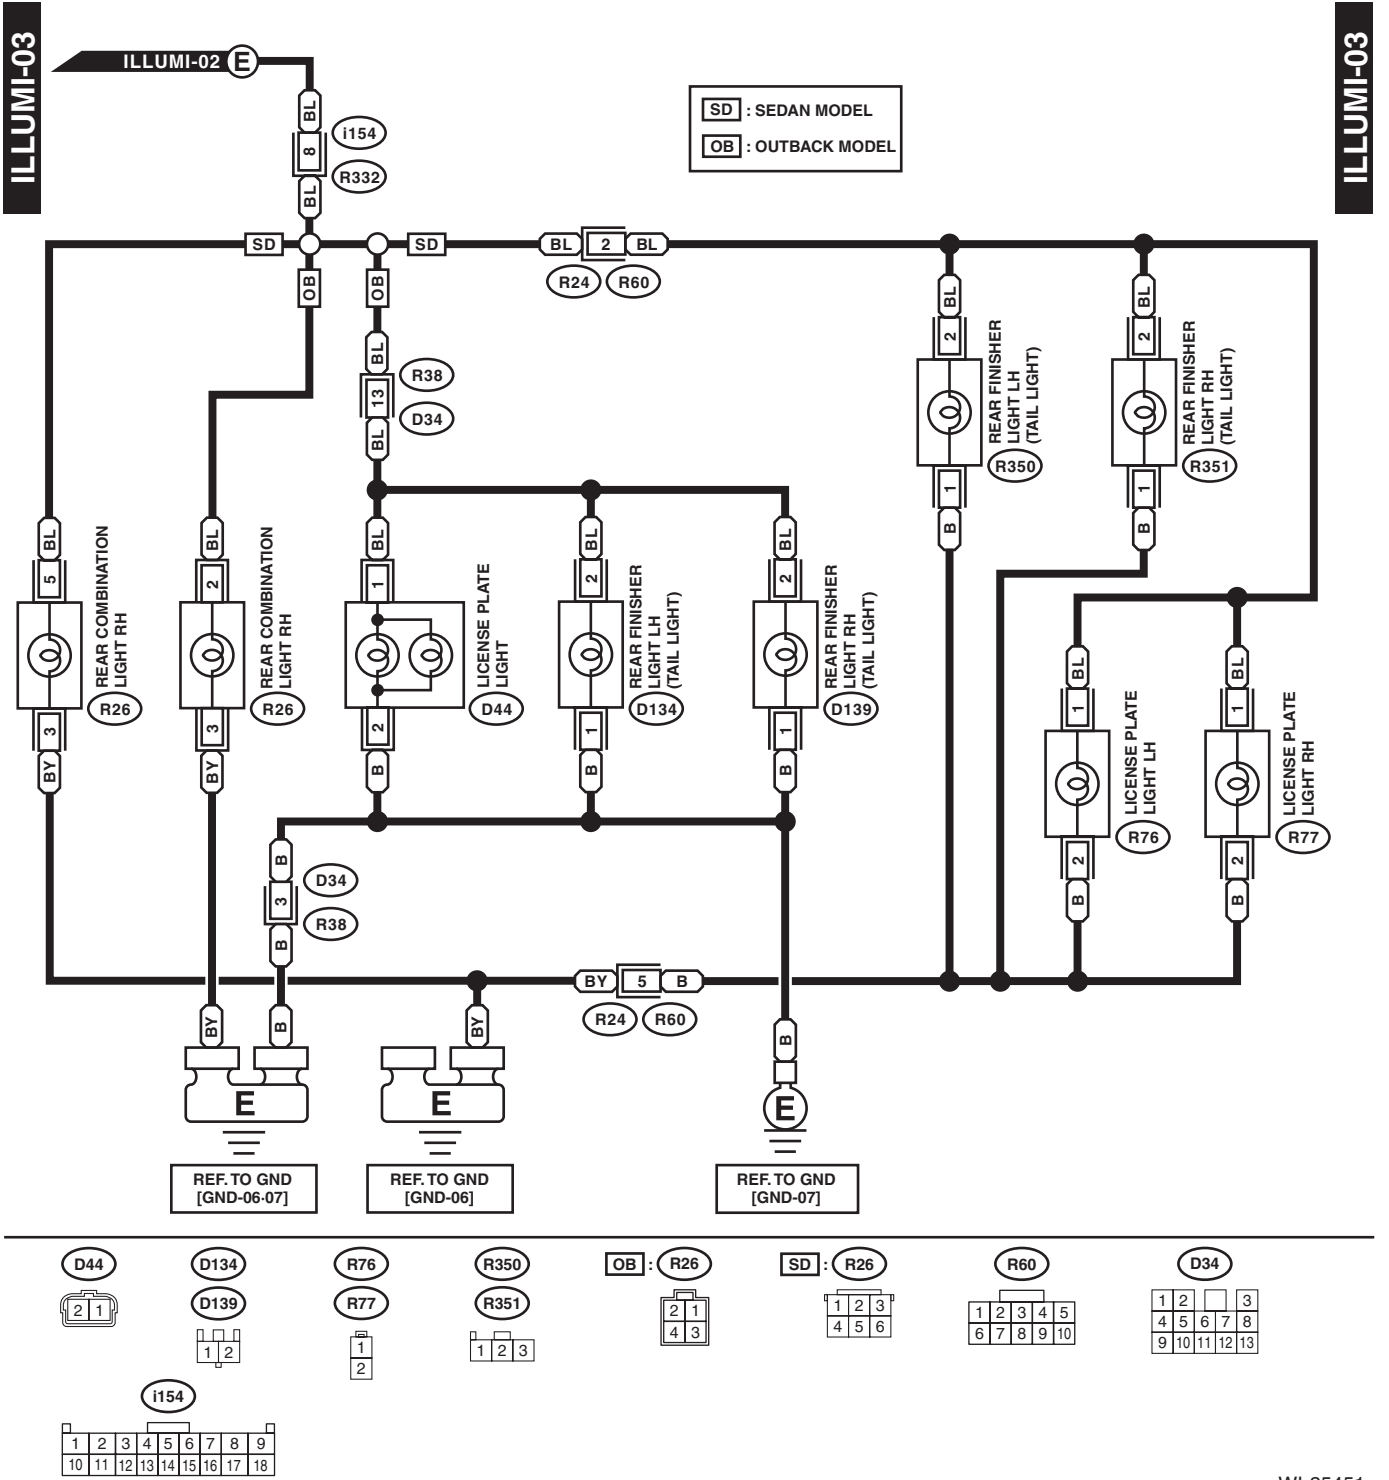 ILLUMI-03
ILLUMI-03
ILLUMI-02 E
BL
8
BL
i154
R332
SD : SEDAN MODEL
OB : OUTBACK MODEL
SD
SD
BL 2 BL
R24 R60
OB
OB
BL
13
BL
R38
D34
BL
2
REAR FINISHER
LIGHT LH
(TAIL LIGHT)
R350
1
B
BL
2
REAR FINISHER
LIGHT RH
(TAIL LIGHT)
R351
1
B
BL
5
REAR COMBINATION
LIGHT RH
R26
3
BY
BL
2
REAR COMBINATION
LIGHT RH
R26
3
BY
BL
1
LICENSE PLATE
LIGHT
D44
2
B
BL
2
REAR FINISHER
LIGHT LH
(TAIL LIGHT)
D134
1
B
BL
2
REAR FINISHER
LIGHT RH
(TAIL LIGHT)
D139
1
B
BL
1
LICENSE PLATE
LIGHT LH
R76
2
B
BL
1
LICENSE PLATE
LIGHT RH
R77
2
B
B
3
B
D34
R38
BY 5 B
R24 R60
BY
B
BY
B
E
E
E
REF. TO GND
[GND-06·07]
REF. TO GND
[GND-06]
REF. TO GND
[GND-07]
D44
2 1
D134
D139
1 2
R76
R77
1
2
R350
R351
1 2 3
OB : R26
2 1
4 3
SD : R26
1 2 3
4 5 6
R60
1 2 3 4 5
6 7 8 9 10
D34
1 2 3
4 5 6 7 8
9 10 11 12 13
i154
1 2 3 4 5 6 7 8 9
10 11 12 13 14 15 16 17 18